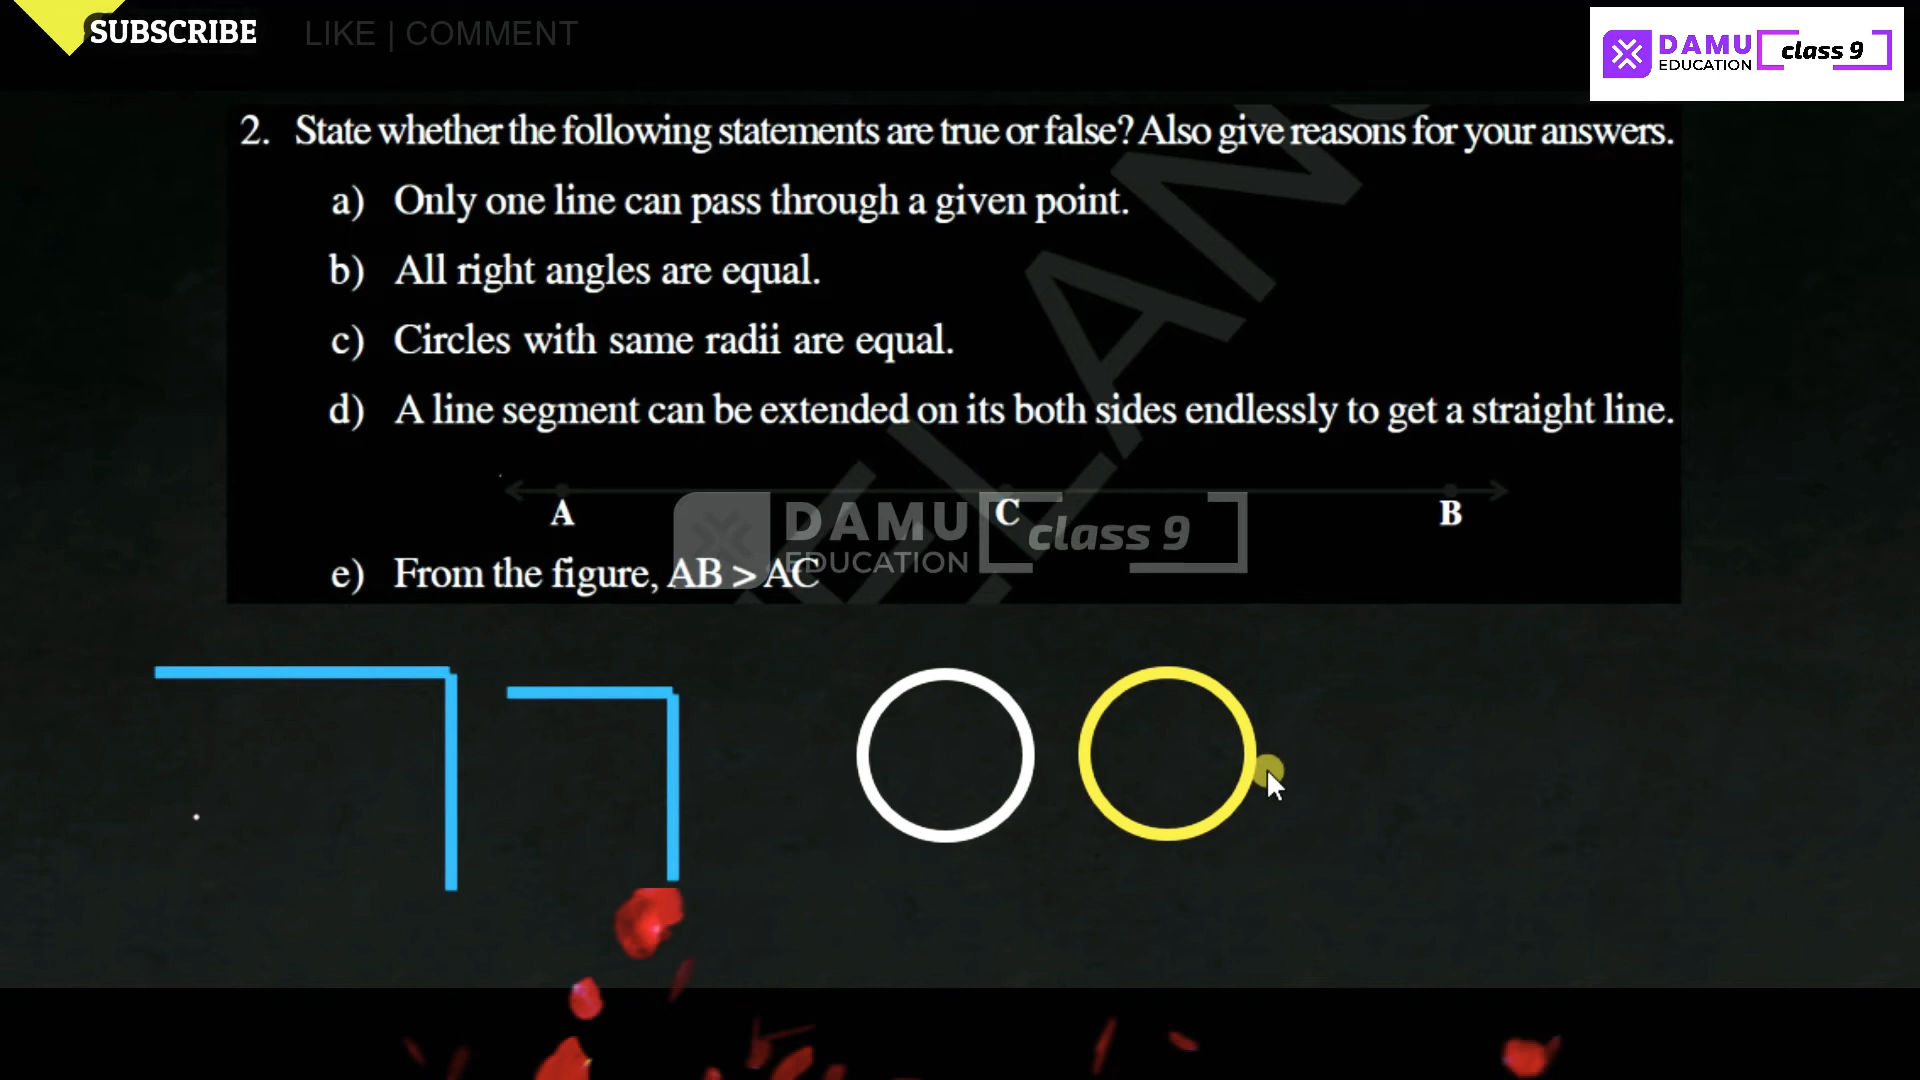 SUBSCRIBE LIKE | COMMENT
DAMU EDUCATION class 9
2. State whether the following statements are true or false? Also give reasons for your answers.
a) Only one line can pass through a given point.
b) All right angles are equal.
c) Circles with same radii are equal.
d) A line segment can be extended on its both sides endlessly to get a straight line.
A C B
DAMU EDUCATION class 9
e) From the figure, AB > AC